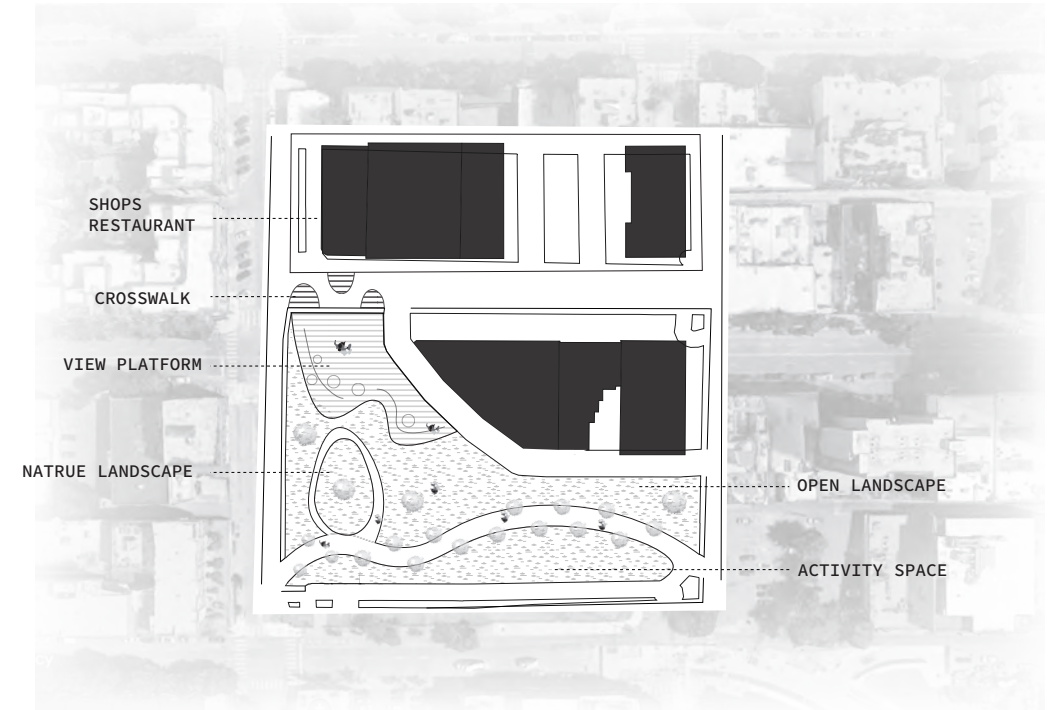 SHOPS
RESTAURANT
CROSSWALK
VIEW PLATFORM
NATRUE LANDSCAPE
OPEN LANDSCAPE
ACTIVITY SPACE